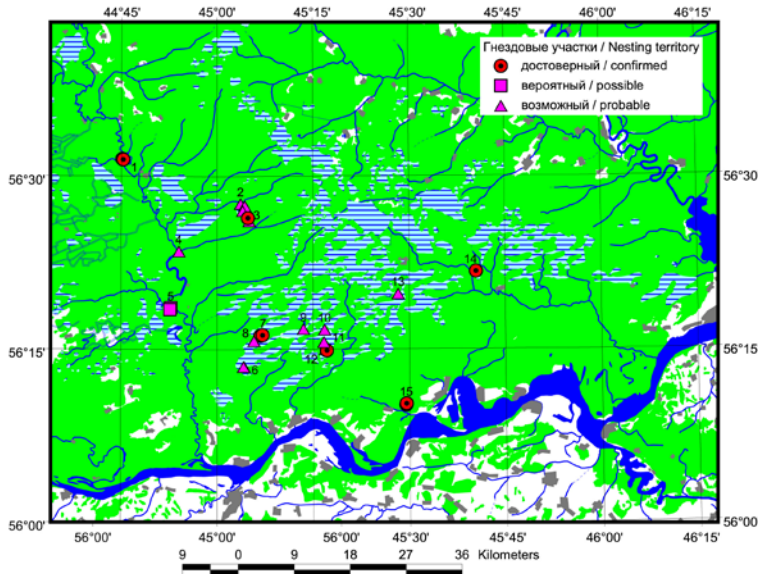 44°45' 45°00' 45°15' 45°30' 45°45' 46°00' 46°15'
Гнездовые участки / Nesting territory
достоверный / confirmed
вероятный / possible
возможный / probable
1
56°30' 56°30'
2
3
4
14
13
5
7 9 10
8 11
12
56°15' 56°15'
6
15
56°00' 56°00'
56°00' 45°00' 45°15' 45°30' 45°45' 46°00' 46°15'
9 0 9 18 27 36 Kilometers